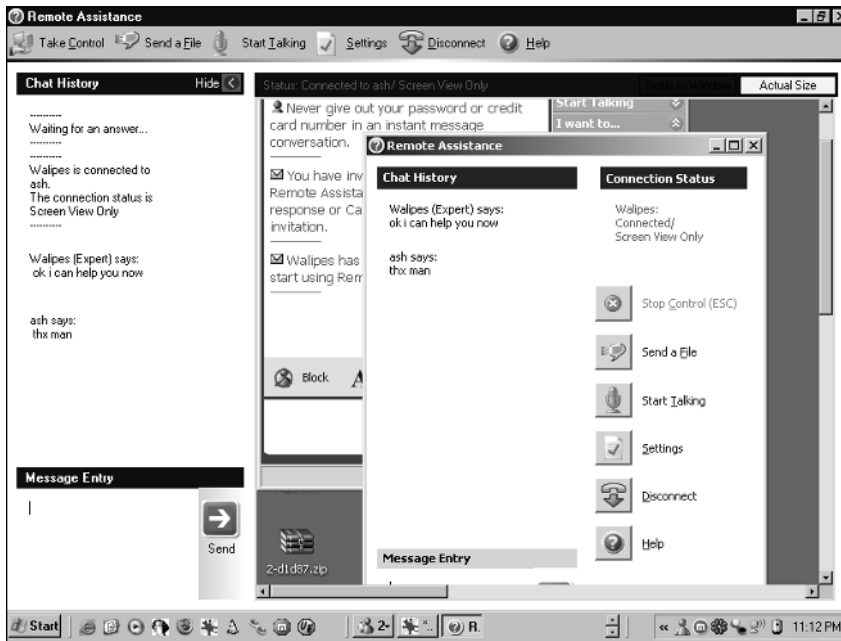 Remote Assistance
Take Control Send a File Start Talking Settings Disconnect Help
Chat History Hide
Status: Connected to ash/ Screen View Only Scale to Window Actual Size
----------
Waiting for an answer...
----------
----------
Walipes is connected to
ash.
The connection status is
Screen View Only
----------
Walipes (Expert) says:
ok i can help you now
ash says:
thx man
Message Entry
Send
Never give out your password or credit
card number in an instant message
conversation.
You have inv
Remote Assista
response or Ca
invitation.
Walipes has
start using Rem
Block A
2-d1d87.zip
Start Talking
I want to...
Remote Assistance
Chat History
Walipes (Expert) says:
ok i can help you now
ash says:
thx man
Message Entry
Connection Status
Walipes:
Connected/
Screen View Only
Stop Control (ESC)
Send a File
Start Talking
Settings
Disconnect
Help
Start 2- R. 11:12 PM